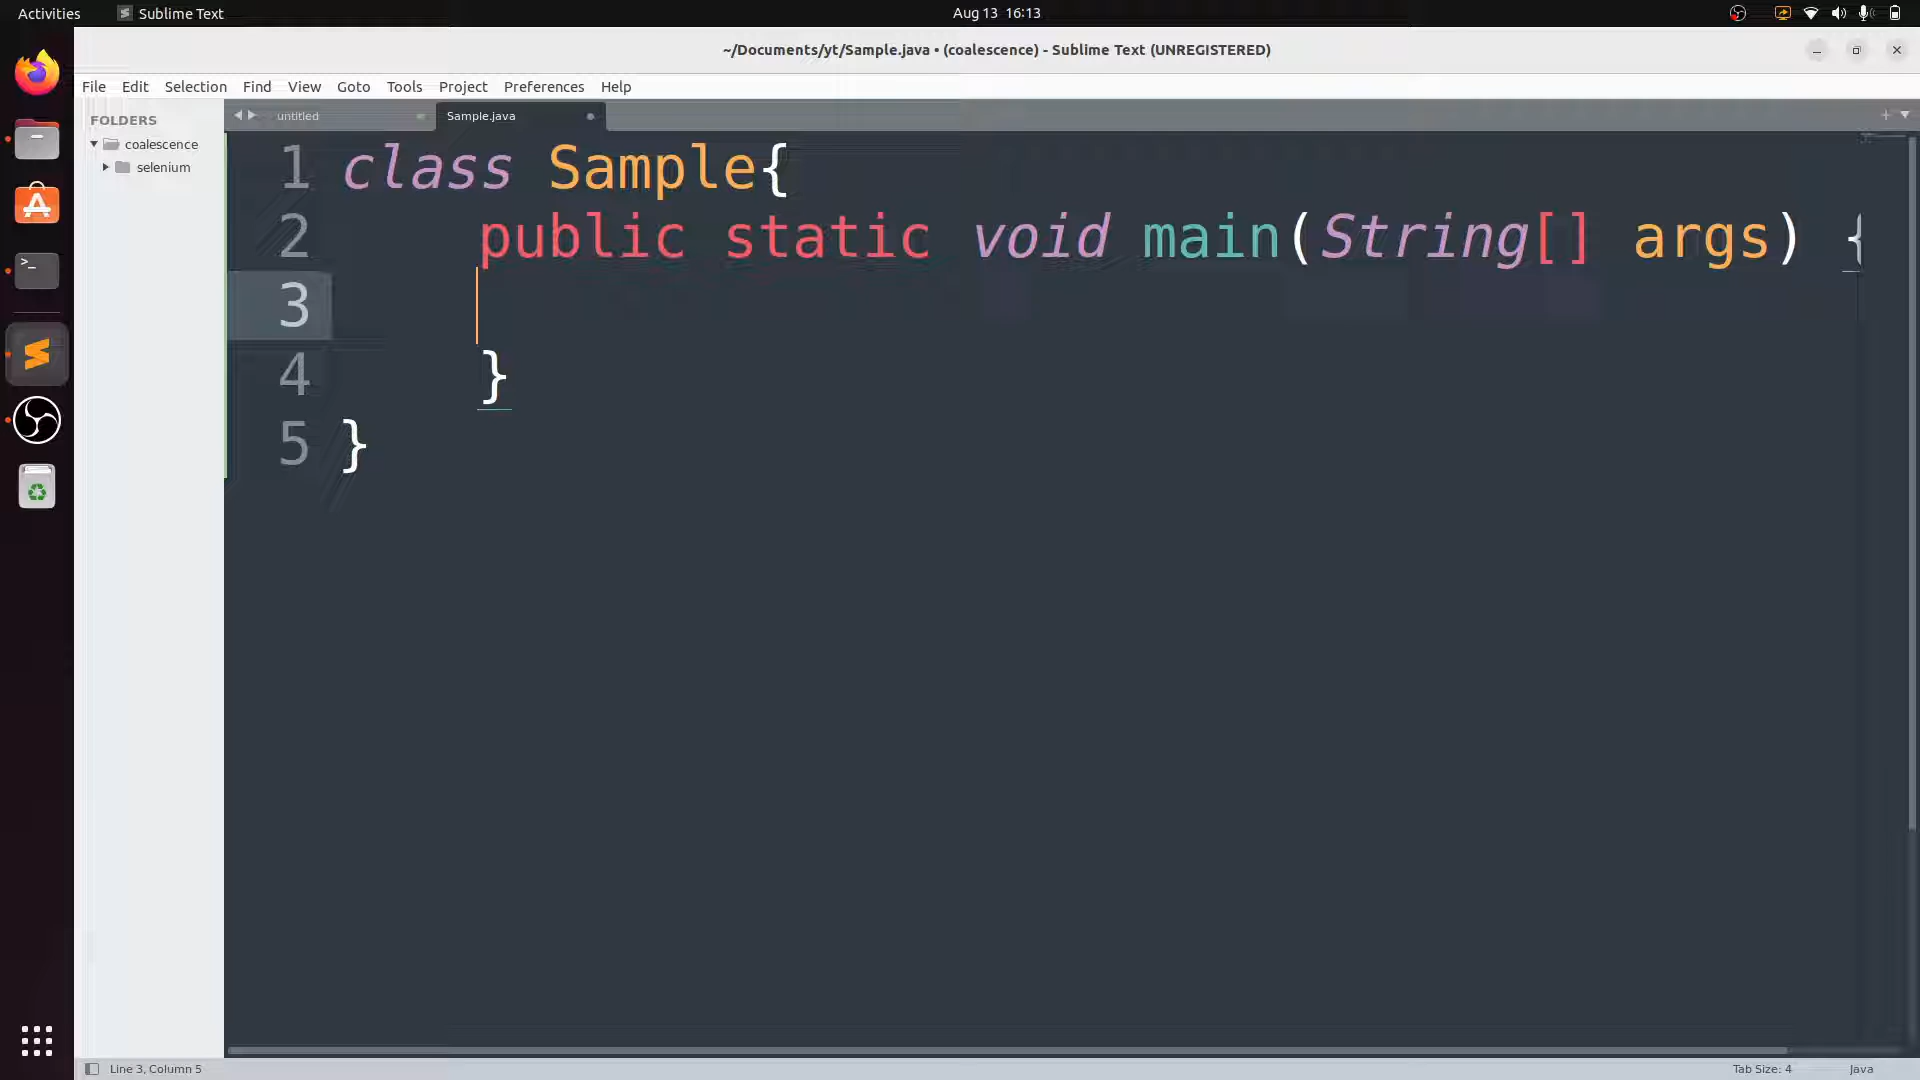 Activities Sublime Text Aug 13 16:13
~/Documents/yt/Sample.java • (coalescence) - Sublime Text (UNREGISTERED)
File Edit Selection Find View Goto Tools Project Preferences Help
FOLDERS
coalescence
selenium
untitled Sample.java
1 class Sample{
2 public static void main(String[] args) {
3
4 }
5 }
Line 3, Column 5 Tab Size: 4 Java